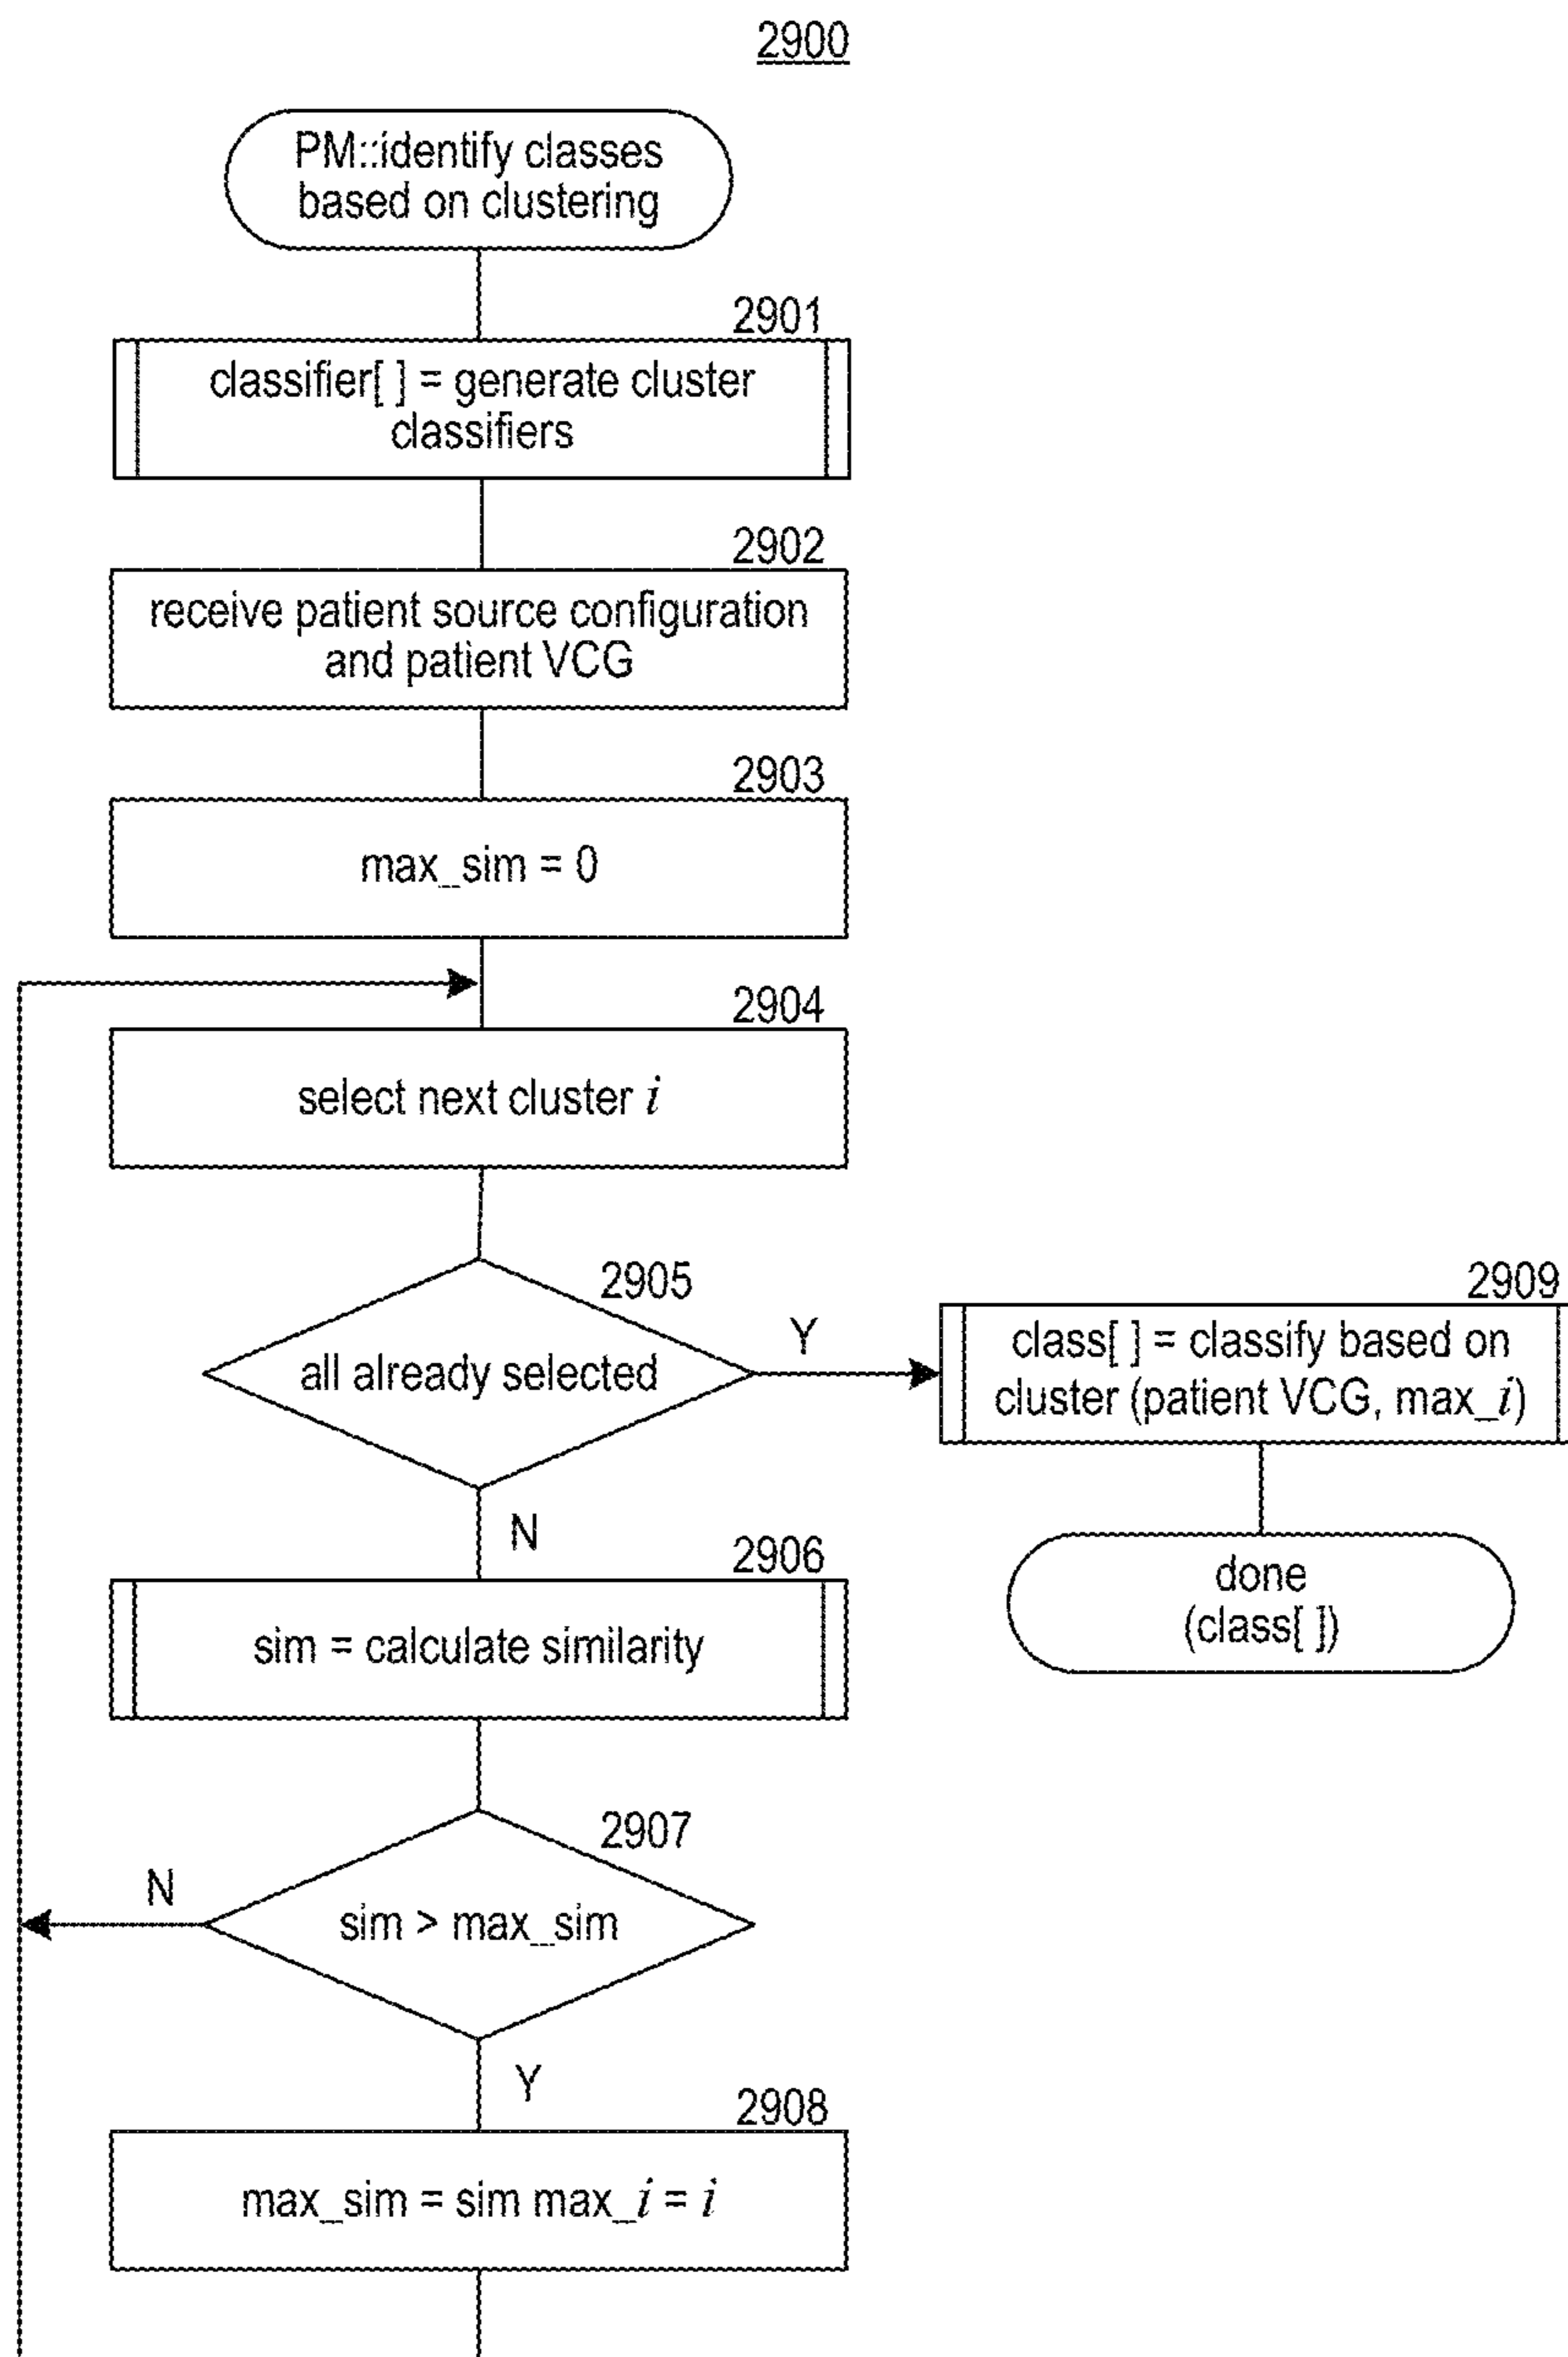 2900
PM::identify classes
based on clustering
2901
classifier[ ] = generate cluster
classifiers
2902
receive patient source configuration
and patient VCG
2903
max_sim = 0
2904
select next cluster i
2905
all already selected
Y
2909
class[ ] = classify based on
cluster (patient VCG, max_i)
done
(class[ ])
N
2906
sim = calculate similarity
2907
sim > max_sim
N
Y
2908
max_sim = sim max_i = i